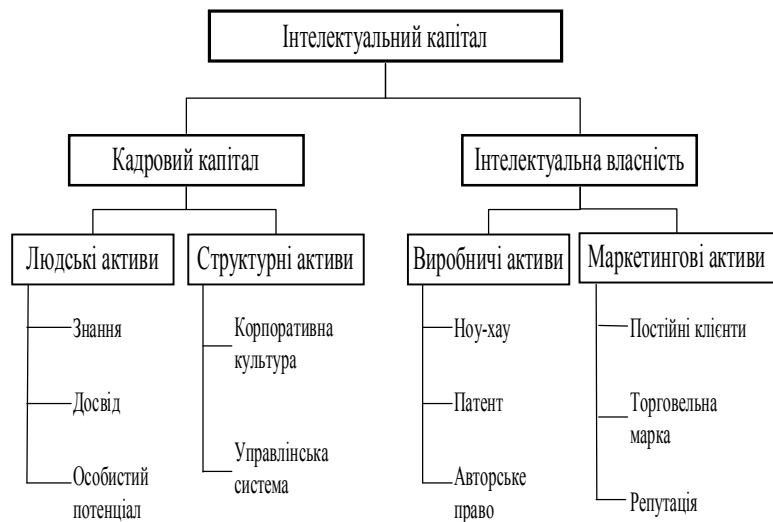 Інтелектуальний капітал
Кадровий капітал
Інтелектуальна власність
Людські активи
Структурні активи
Виробничі активи
Маркетингові активи
Знання
Досвід
Особистий
потенціал
Корпоративна
культура
Управлінська
система
Ноу-хау
Патент
Авторське
право
Постійні клієнти
Торговельна
марка
Репутація